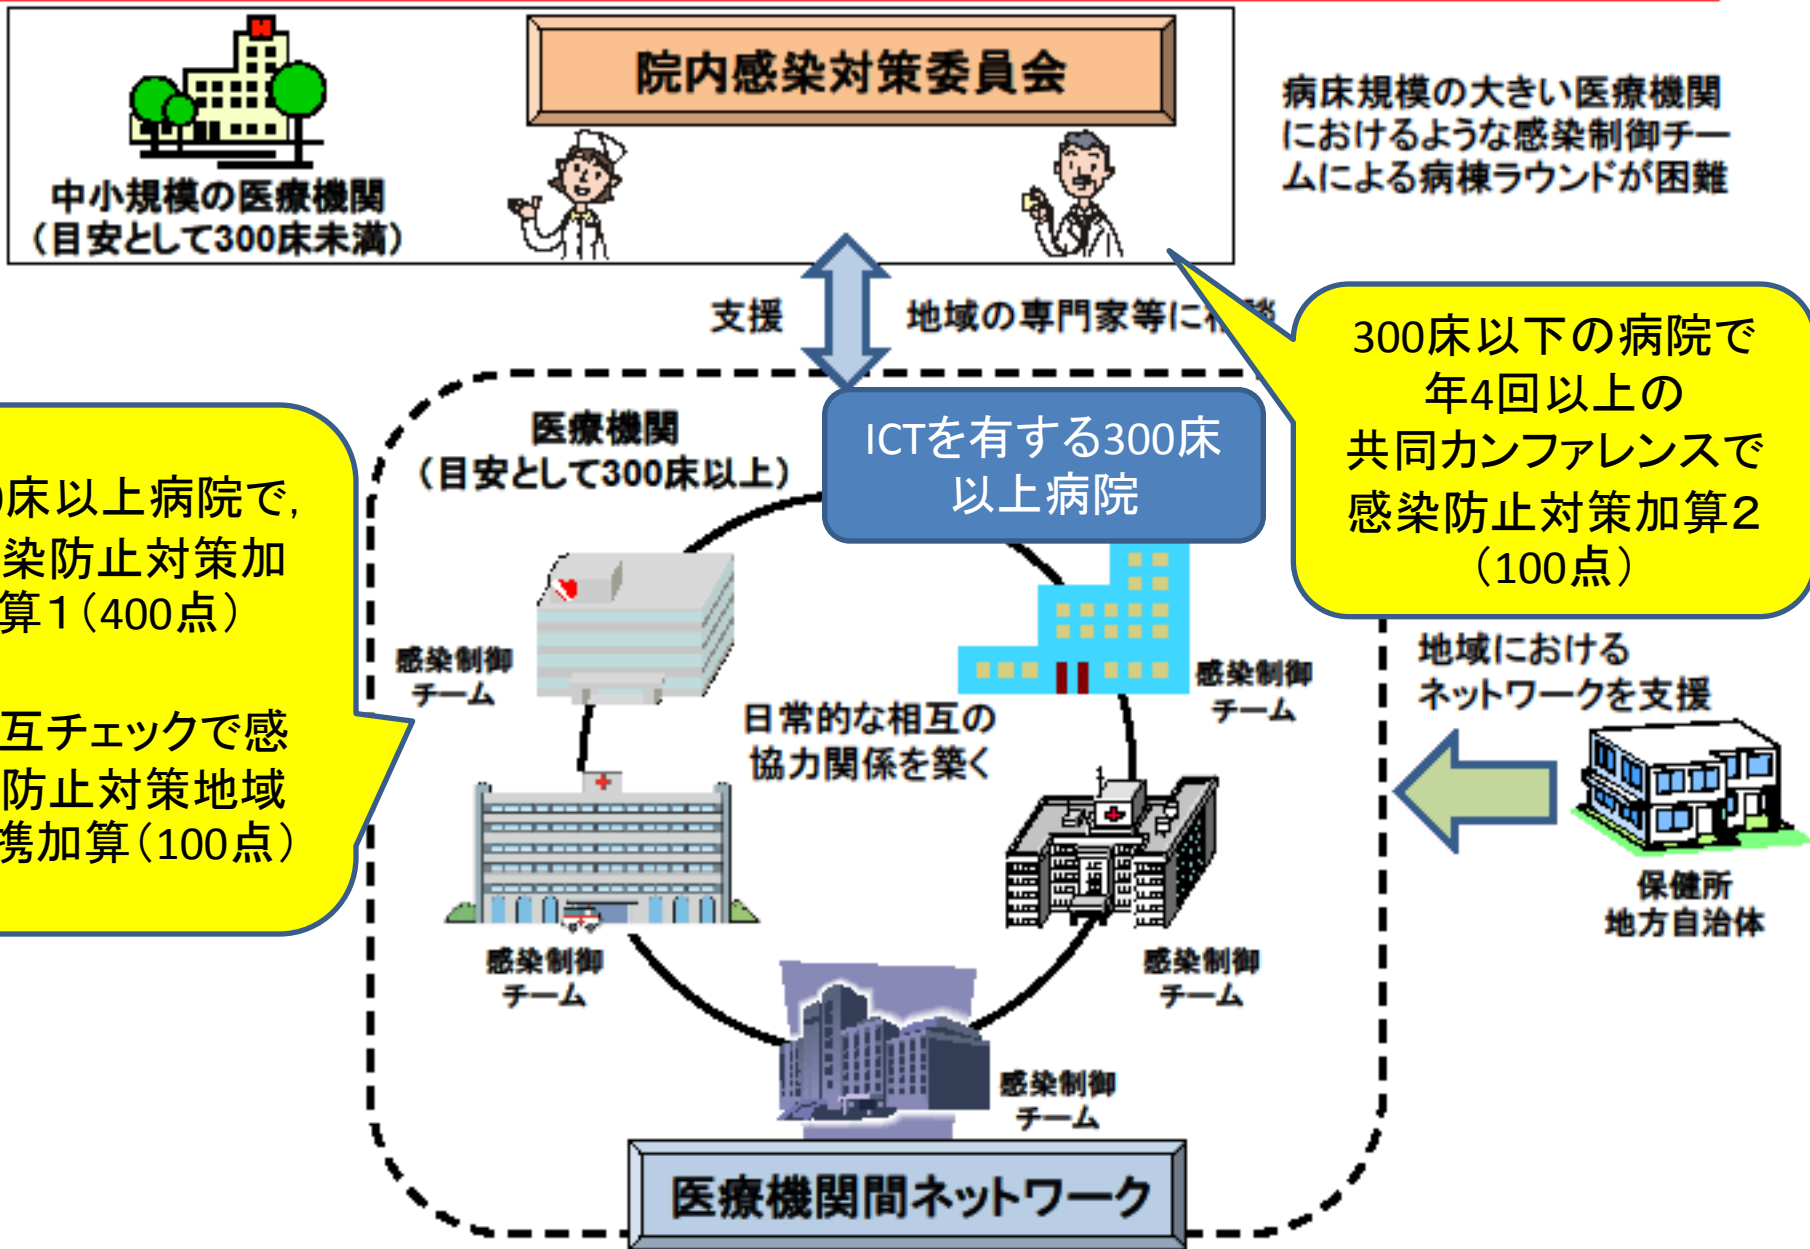 院内感染対策委員会
中小規模の医療機関
（目安として300床未満）
病床規模の大きい医療機関
におけるような感染制御チー
ムによる病棟ラウンドが困難
支援
地域の専門家等に相談
300床以下の病院で
年4回以上の
共同カンファレンスで
感染防止対策加算２
（100点）
医療機関
（目安として300床以上）
ICTを有する300床
以上病院
床以上病院で,
染防止対策加
算１（400点）
互チェックで感
防止対策地域
携加算（100点）
感染制御
チーム
感染制御
チーム
日常的な相互の
協力関係を築く
地域における
ネットワークを支援
保健所
地方自治体
感染制御
チーム
感染制御
チーム
感染制御
チーム
医療機関間ネットワーク